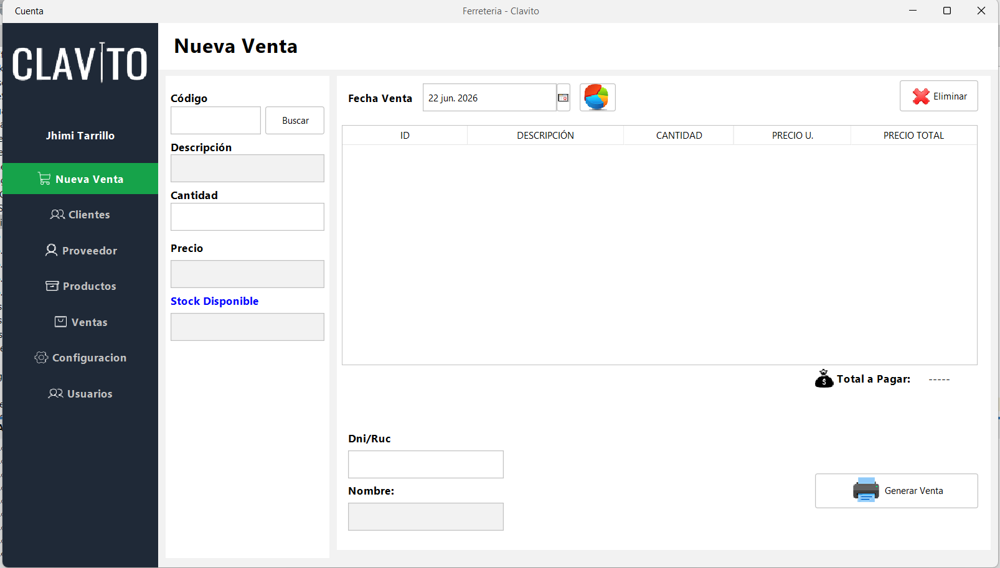 Cuenta
Ferreteria - Clavito
CLAVITO
Jhimi Tarrillo
Nueva Venta
Clientes
Proveedor
Productos
Ventas
Configuracion
Usuarios
Nueva Venta
Código
Buscar
Descripción
Cantidad
Precio
Stock Disponible
Fecha Venta
22 jun. 2026
Eliminar
ID DESCRIPCIÓN CANTIDAD PRECIO U. PRECIO TOTAL
$ Total a Pagar: -----
Dni/Ruc
Nombre:
Generar Venta